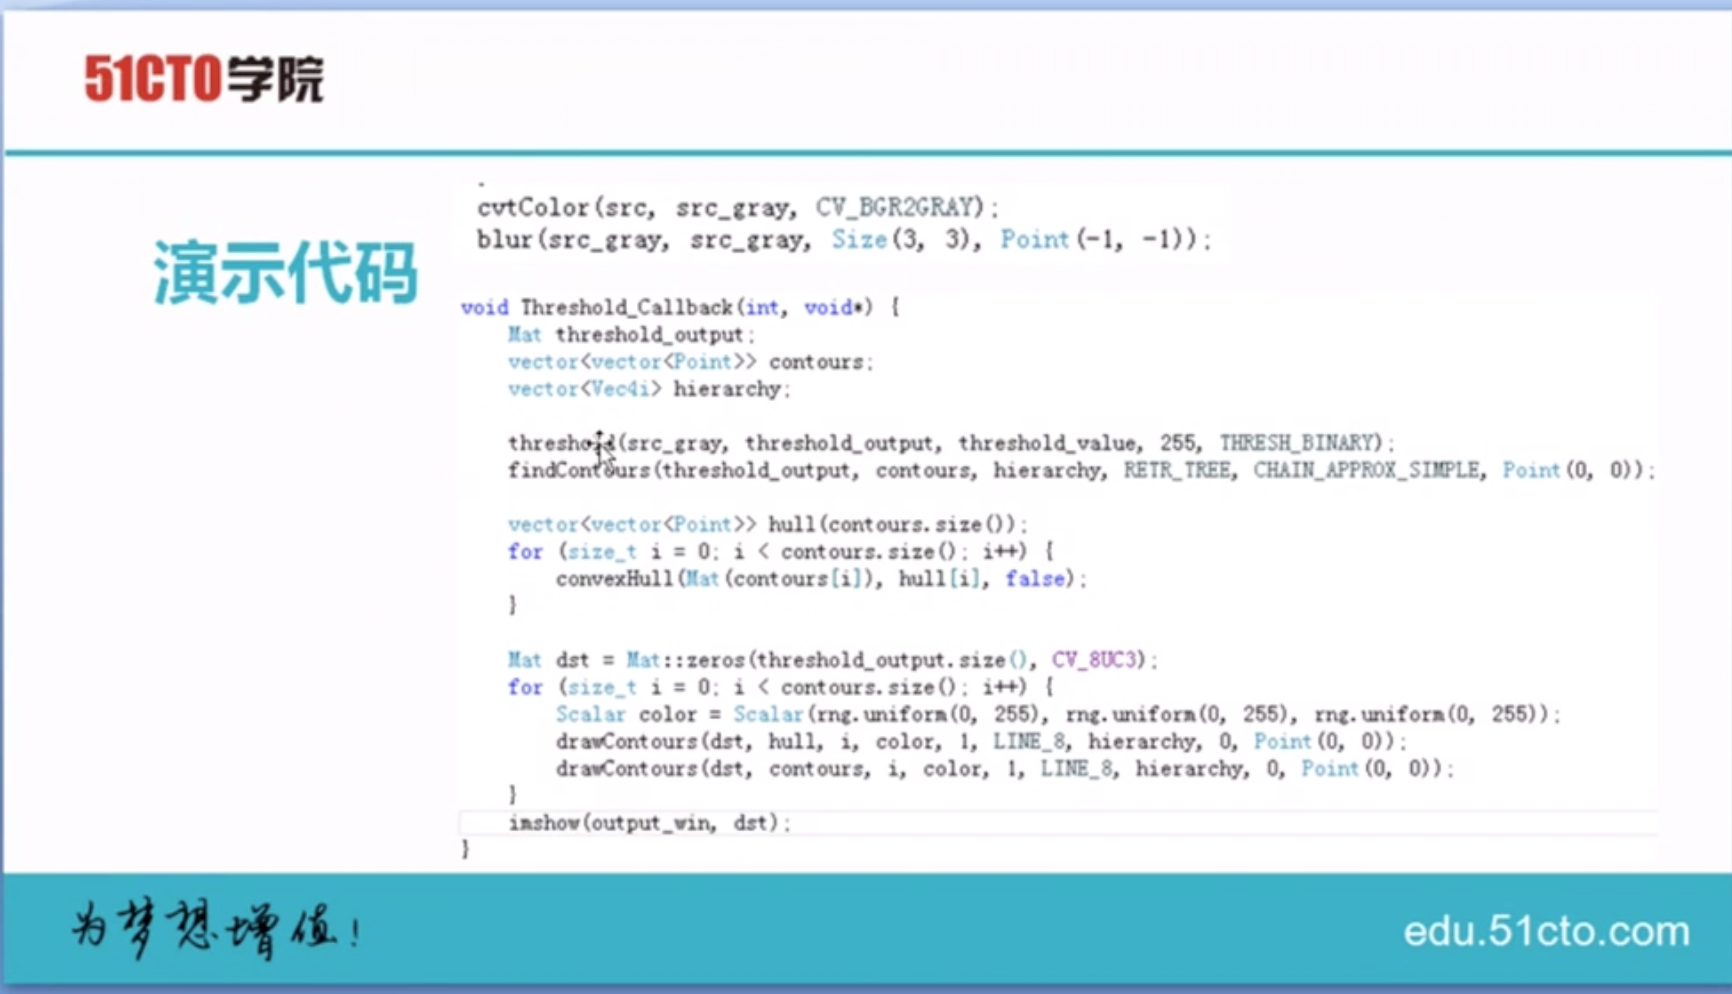 51CTO学院
演示代码
cvtColor(src, src_gray, CV_BGR2GRAY);
blur(src_gray, src_gray, Size(3, 3), Point(-1, -1));
void Threshold_Callback(int, void*) {
Mat threshold_output;
vector<vector<Point>> contours;
vector<Vec4i> hierarchy;
threshold(src_gray, threshold_output, threshold_value, 255, THRESH_BINARY);
findContours(threshold_output, contours, hierarchy, RETR_TREE, CHAIN_APPROX_SIMPLE, Point(0, 0));
vector<vector<Point>> hull(contours.size());
for (size_t i = 0; i < contours.size(); i++) {
convexHull(Mat(contours[i]), hull[i], false);
}
Mat dst = Mat::zeros(threshold_output.size(), CV_8UC3);
for (size_t i = 0; i < contours.size(); i++) {
Scalar color = Scalar(rng.uniform(0, 255), rng.uniform(0, 255), rng.uniform(0, 255));
drawContours(dst, hull, i, color, 1, LINE_8, hierarchy, 0, Point(0, 0));
drawContours(dst, contours, i, color, 1, LINE_8, hierarchy, 0, Point(0, 0));
}
imshow(output_win, dst);
}
为梦想增值!
edu.51cto.com